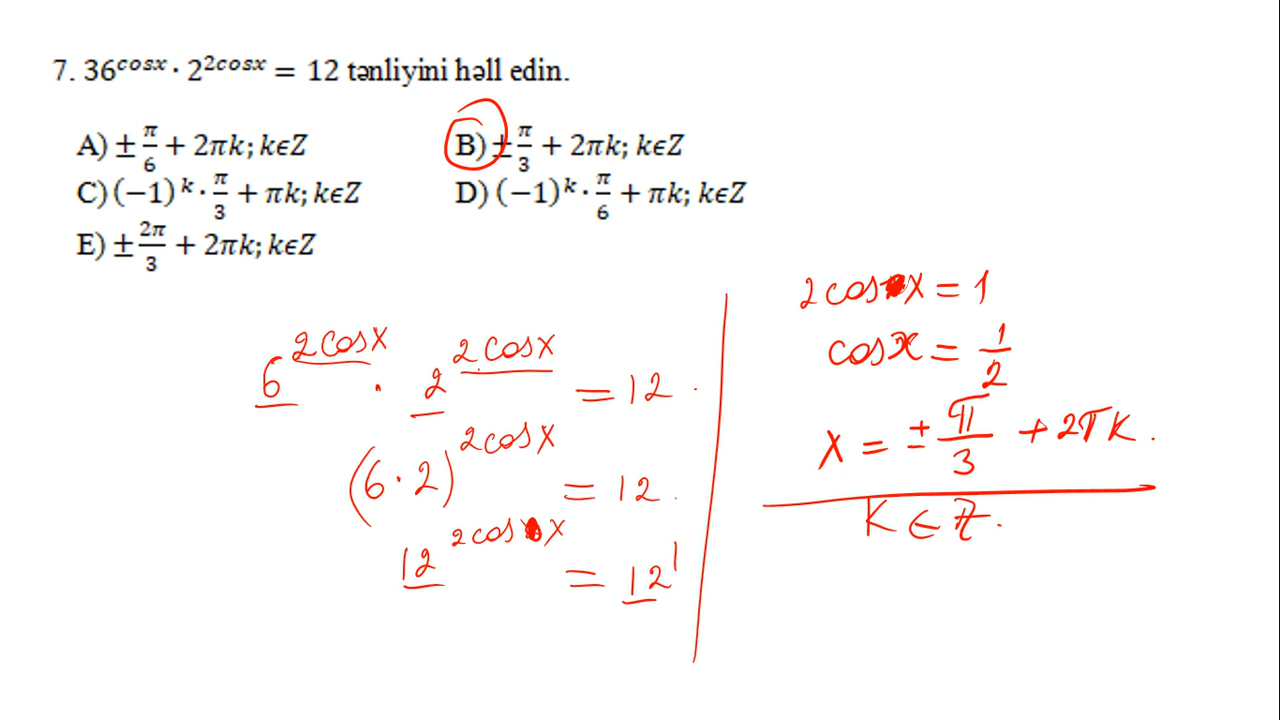 7. 36^cosx · 2^2cosx = 12 tənliyini həll edin.
A) ± π/6 + 2πk; kϵZ B) ± π/3 + 2πk; kϵZ
C) (−1)^k · π/3 + πk; kϵZ D) (−1)^k · π/6 + πk; kϵZ
E) ± 2π/3 + 2πk; kϵZ
6^2cosx · 2^2cosx = 12.
(6·2)^2cosx = 12.
12^2cosx = 12^1
2cosx = 1
cosx = 1/2
x = ± π/3 + 2πk.
k ∈ Z.